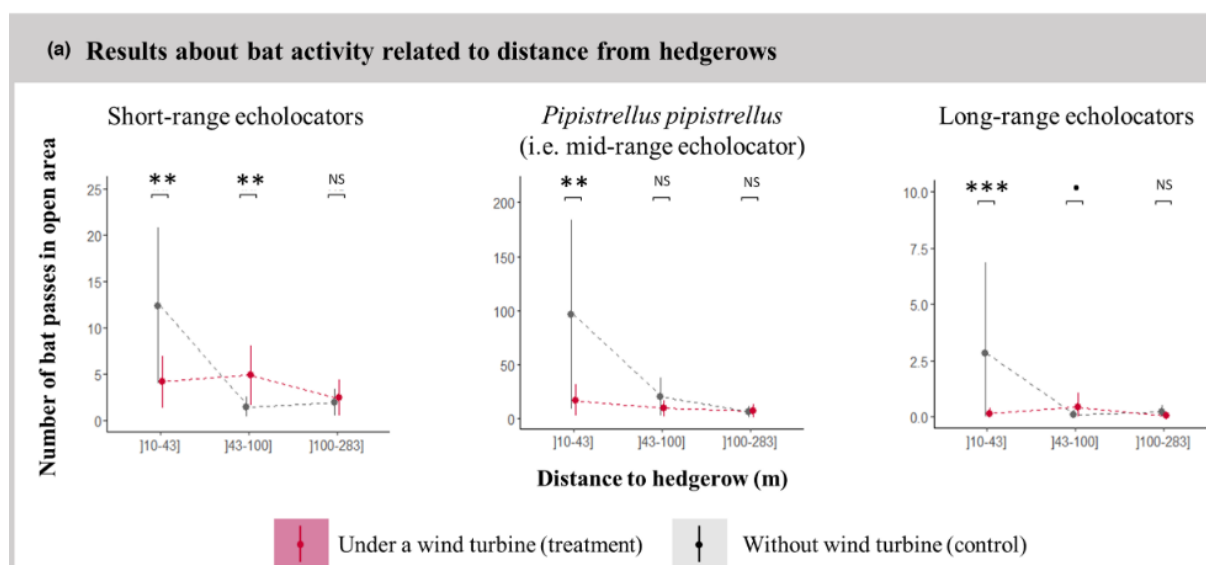 (a) Results about bat activity related to distance from hedgerows
Short-range echolocators
Pipistrellus pipistrellus
(i.e. mid-range echolocator)
Long-range echolocators
Number of bat passes in open area
** ** NS
25
20
15
10
5
0
]10-43] ]43-100] ]100-283]
** NS NS
200
150
100
50
0
]10-43] ]43-100] ]100-283]
*** • NS
10.0
7.5
5.0
2.5
0.0
]10-43] ]43-100] ]100-283]
Distance to hedgerow (m)
Under a wind turbine (treatment)
Without wind turbine (control)